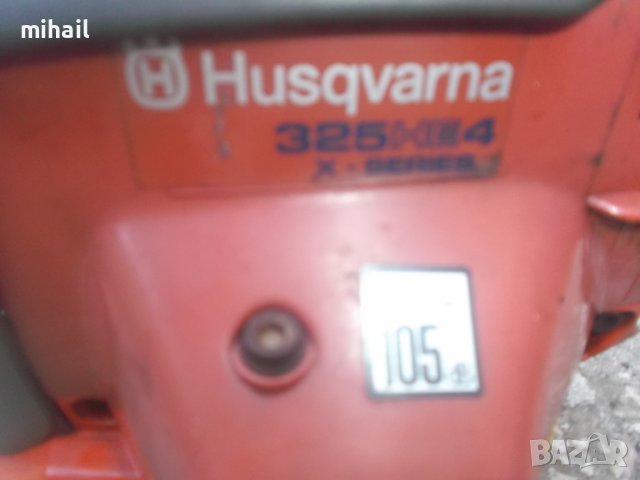 mihail
Husqvarna
325HE4
X-SERIES
105
BAZAR